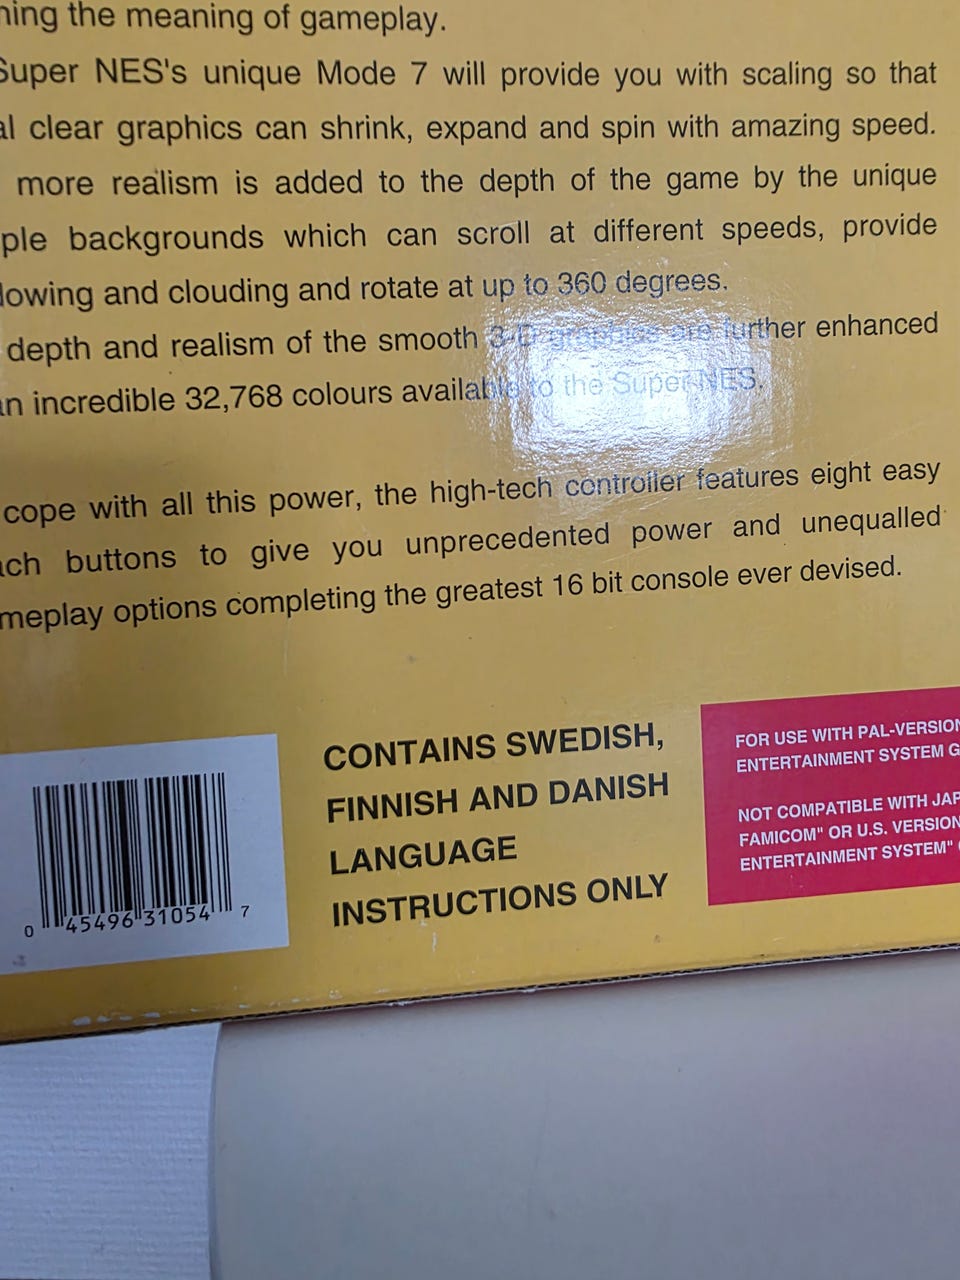 ning the meaning of gameplay.
Super NES's unique Mode 7 will provide you with scaling so that
al clear graphics can shrink, expand and spin with amazing speed.
more realism is added to the depth of the game by the unique
ple backgrounds which can scroll at different speeds, provide
lowing and clouding and rotate at up to 360 degrees.
depth and realism of the smooth 3-D graphics are further enhanced
an incredible 32,768 colours available to the Super NES.
cope with all this power, the high-tech controller features eight easy
ach buttons to give you unprecedented power and unequalled
meplay options completing the greatest 16 bit console ever devised.
0 45496 31054 7
CONTAINS SWEDISH,
FINNISH AND DANISH
LANGUAGE
INSTRUCTIONS ONLY
FOR USE WITH PAL-VERSION
ENTERTAINMENT SYSTEM G
NOT COMPATIBLE WITH JAP
FAMICOM" OR U.S. VERSION
ENTERTAINMENT SYSTEM"